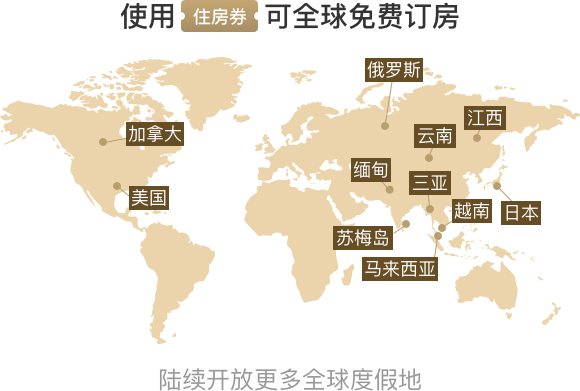 使用 住房券 可全球免费订房
俄罗斯
江西
加拿大
云南
缅甸
三亚
美国
越南
日本
苏梅岛
马来西亚
陆续开放更多全球度假地